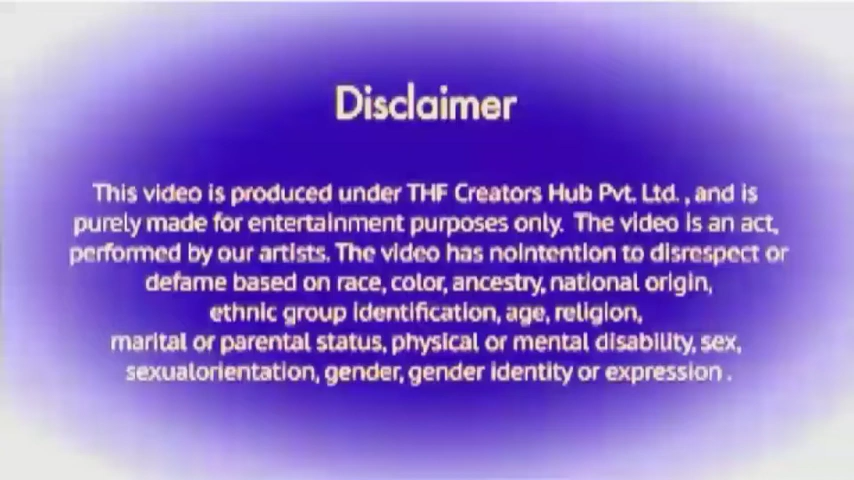 Disclaimer
This video is produced under THF Creators Hub Pvt. Ltd. , and is
purely made for entertainment purposes only. The video is an act,
performed by our artists. The video has nointention to disrespect or
defame based on race, color, ancestry, national origin,
ethnic group identification, age, religion,
marital or parental status, physical or mental disability, sex,
sexualorientation, gender, gender identity or expression .